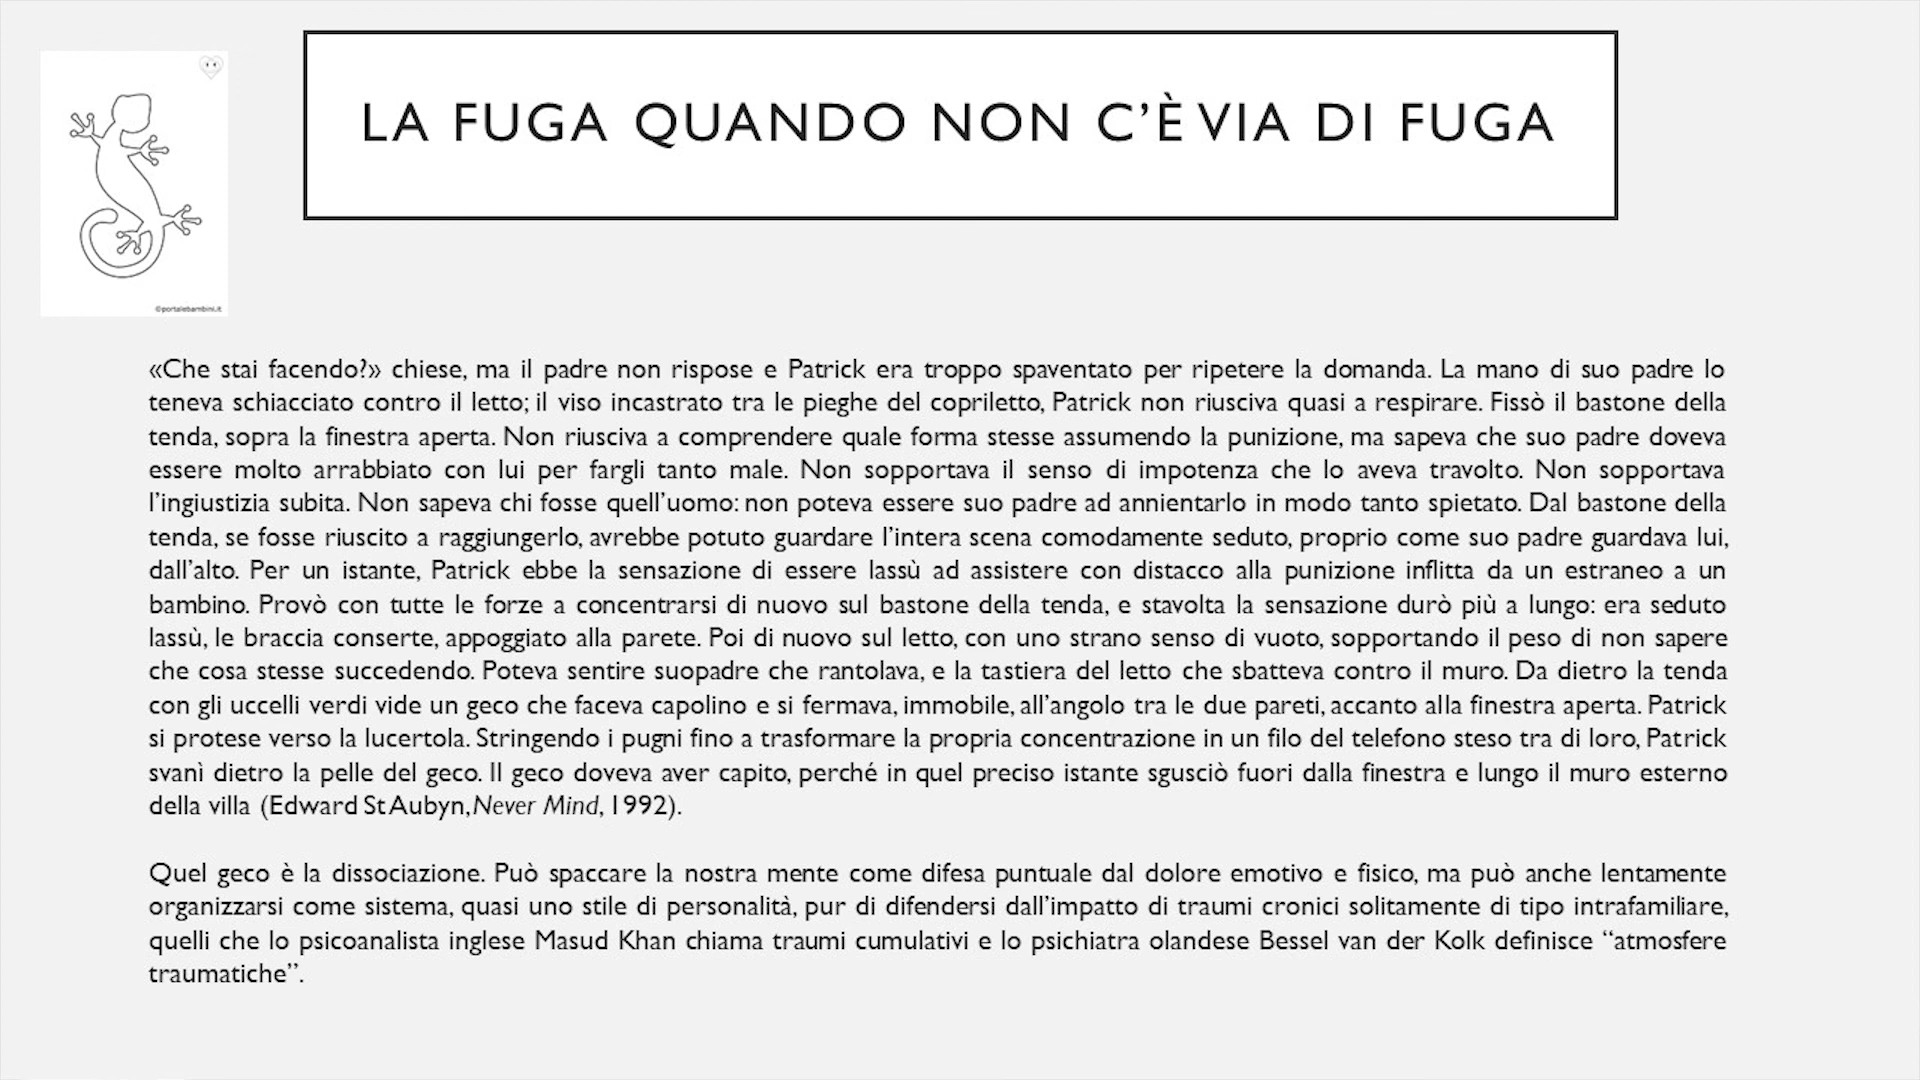 ©portalebambini.it
LA FUGA QUANDO NON C’È VIA DI FUGA
«Che stai facendo?» chiese, ma il padre non rispose e Patrick era troppo spaventato per ripetere la domanda. La mano di suo padre lo
teneva schiacciato contro il letto; il viso incastrato tra le pieghe del copriletto, Patrick non riusciva quasi a respirare. Fissò il bastone della
tenda, sopra la finestra aperta. Non riusciva a comprendere quale forma stesse assumendo la punizione, ma sapeva che suo padre doveva
essere molto arrabbiato con lui per fargli tanto male. Non sopportava il senso di impotenza che lo aveva travolto. Non sopportava
l’ingiustizia subita. Non sapeva chi fosse quell’uomo: non poteva essere suo padre ad annientarlo in modo tanto spietato. Dal bastone della
tenda, se fosse riuscito a raggiungerlo, avrebbe potuto guardare l’intera scena comodamente seduto, proprio come suo padre guardava lui,
dall’alto. Per un istante, Patrick ebbe la sensazione di essere lassù ad assistere con distacco alla punizione inflitta da un estraneo a un
bambino. Provò con tutte le forze a concentrarsi di nuovo sul bastone della tenda, e stavolta la sensazione durò più a lungo: era seduto
lassù, le braccia conserte, appoggiato alla parete. Poi di nuovo sul letto, con uno strano senso di vuoto, sopportando il peso di non sapere
che cosa stesse succedendo. Poteva sentire suopadre che rantolava, e la tastiera del letto che sbatteva contro il muro. Da dietro la tenda
con gli uccelli verdi vide un geco che faceva capolino e si fermava, immobile, all’angolo tra le due pareti, accanto alla finestra aperta. Patrick
si protese verso la lucertola. Stringendo i pugni fino a trasformare la propria concentrazione in un filo del telefono steso tra di loro, Patrick
svanì dietro la pelle del geco. Il geco doveva aver capito, perché in quel preciso istante sgusciò fuori dalla finestra e lungo il muro esterno
della villa (Edward St Aubyn, Never Mind, 1992).
Quel geco è la dissociazione. Può spaccare la nostra mente come difesa puntuale dal dolore emotivo e fisico, ma può anche lentamente
organizzarsi come sistema, quasi uno stile di personalità, pur di difendersi dall’impatto di traumi cronici solitamente di tipo intrafamiliare,
quelli che lo psicoanalista inglese Masud Khan chiama traumi cumulativi e lo psichiatra olandese Bessel van der Kolk definisce “atmosfere
traumatiche”.